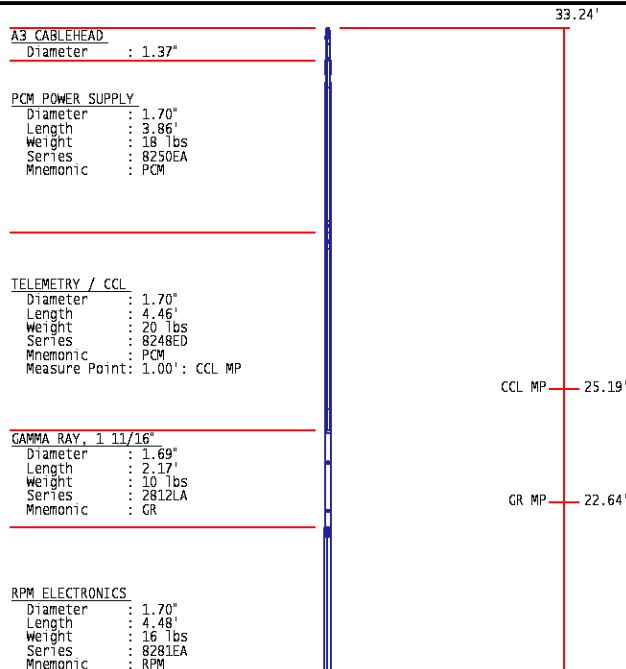 33.24'
A3 CABLEHEAD
Diameter : 1.37"
PCM POWER SUPPLY
Diameter : 1.70"
Length : 3.86'
Weight : 18 lbs
Series : 8250EA
Mnemonic : PCM
TELEMETRY / CCL
Diameter : 1.70"
Length : 4.46'
Weight : 20 lbs
Series : 8248ED
Mnemonic : PCM
Measure Point: 1.00': CCL MP
CCL MP 25.19'
GAMMA RAY, 1 11/16"
Diameter : 1.69"
Length : 2.17'
Weight : 10 lbs
Series : 2812LA
Mnemonic : GR
GR MP 22.64'
RPM ELECTRONICS
Diameter : 1.70"
Length : 4.48'
Weight : 16 lbs
Series : 8281EA
Mnemonic : RPM